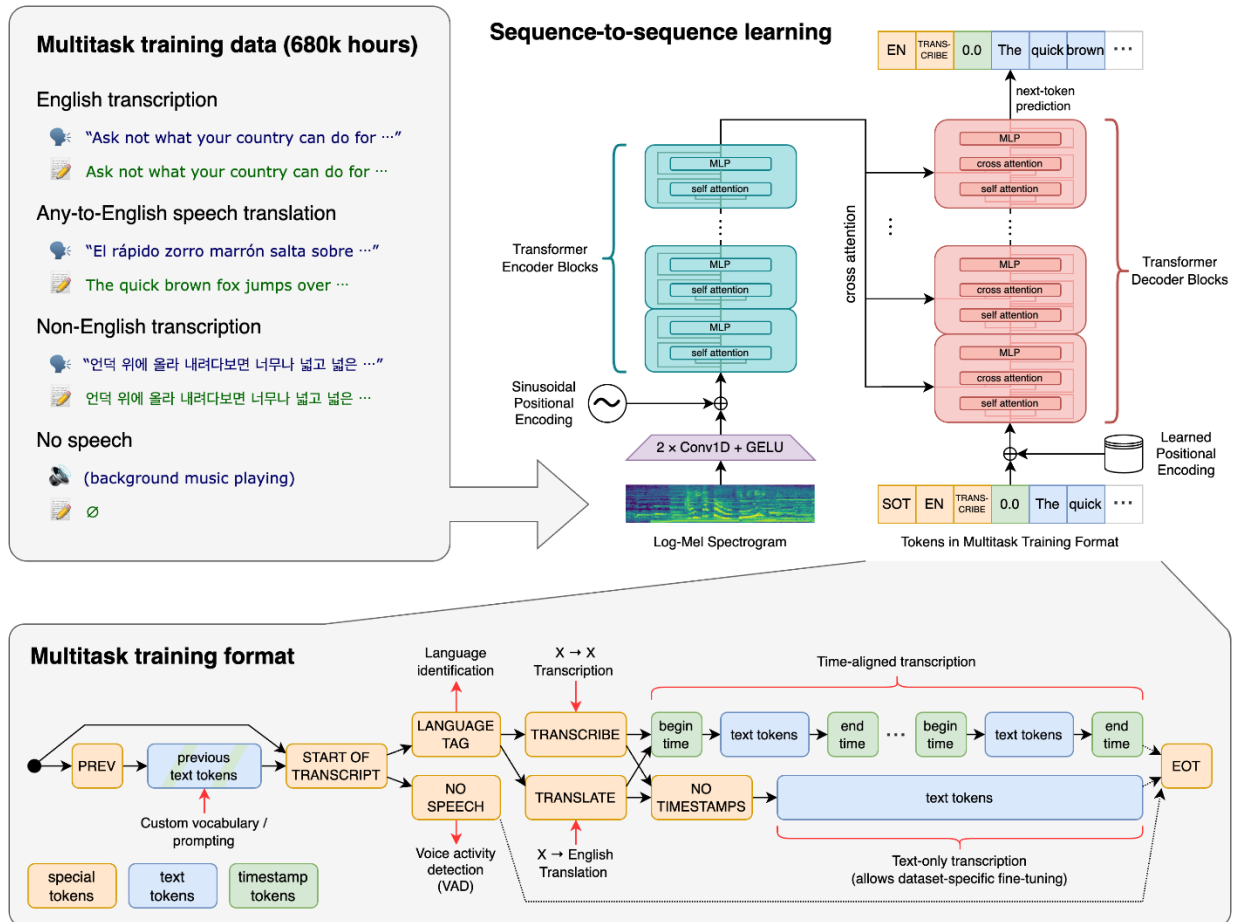 Multitask training data (680k hours)
English transcription
“Ask not what your country can do for ⋯”
Ask not what your country can do for ⋯
Any-to-English speech translation
“El rápido zorro marrón salta sobre ⋯”
The quick brown fox jumps over ⋯
Non-English transcription
“언덕 위에 올라 내려다보면 너무나 넓고 넓은 ⋯”
언덕 위에 올라 내려다보면 너무나 넓고 넓은 ⋯
No speech
(background music playing)
∅
Sequence-to-sequence learning
EN
TRANS-
CRIBE
0.0
The
quick
brown
⋯
next-token
prediction
MLP
self attention
⋮
MLP
self attention
MLP
self attention
Transformer
Encoder Blocks
cross attention
MLP
cross attention
self attention
⋮
MLP
cross attention
self attention
MLP
cross attention
self attention
Transformer
Decoder Blocks
Sinusoidal
Positional
Encoding
~
2 × Conv1D + GELU
Log-Mel Spectrogram
Learned
Positional
Encoding
SOT
EN
TRANS-
CRIBE
0.0
The
quick
⋯
Tokens in Multitask Training Format
Multitask training format
Language
identification
X → X
Transcription
Time-aligned transcription
PREV
previous
text tokens
START OF
TRANSCRIPT
LANGUAGE
TAG
TRANSCRIBE
begin
time
text tokens
end
time
⋯
begin
time
text tokens
end
time
EOT
NO
SPEECH
TRANSLATE
NO
TIMESTAMPS
text tokens
Custom vocabulary /
prompting
Voice activity
detection
(VAD)
X → English
Translation
Text-only transcription
(allows dataset-specific fine-tuning)
special
tokens
text
tokens
timestamp
tokens